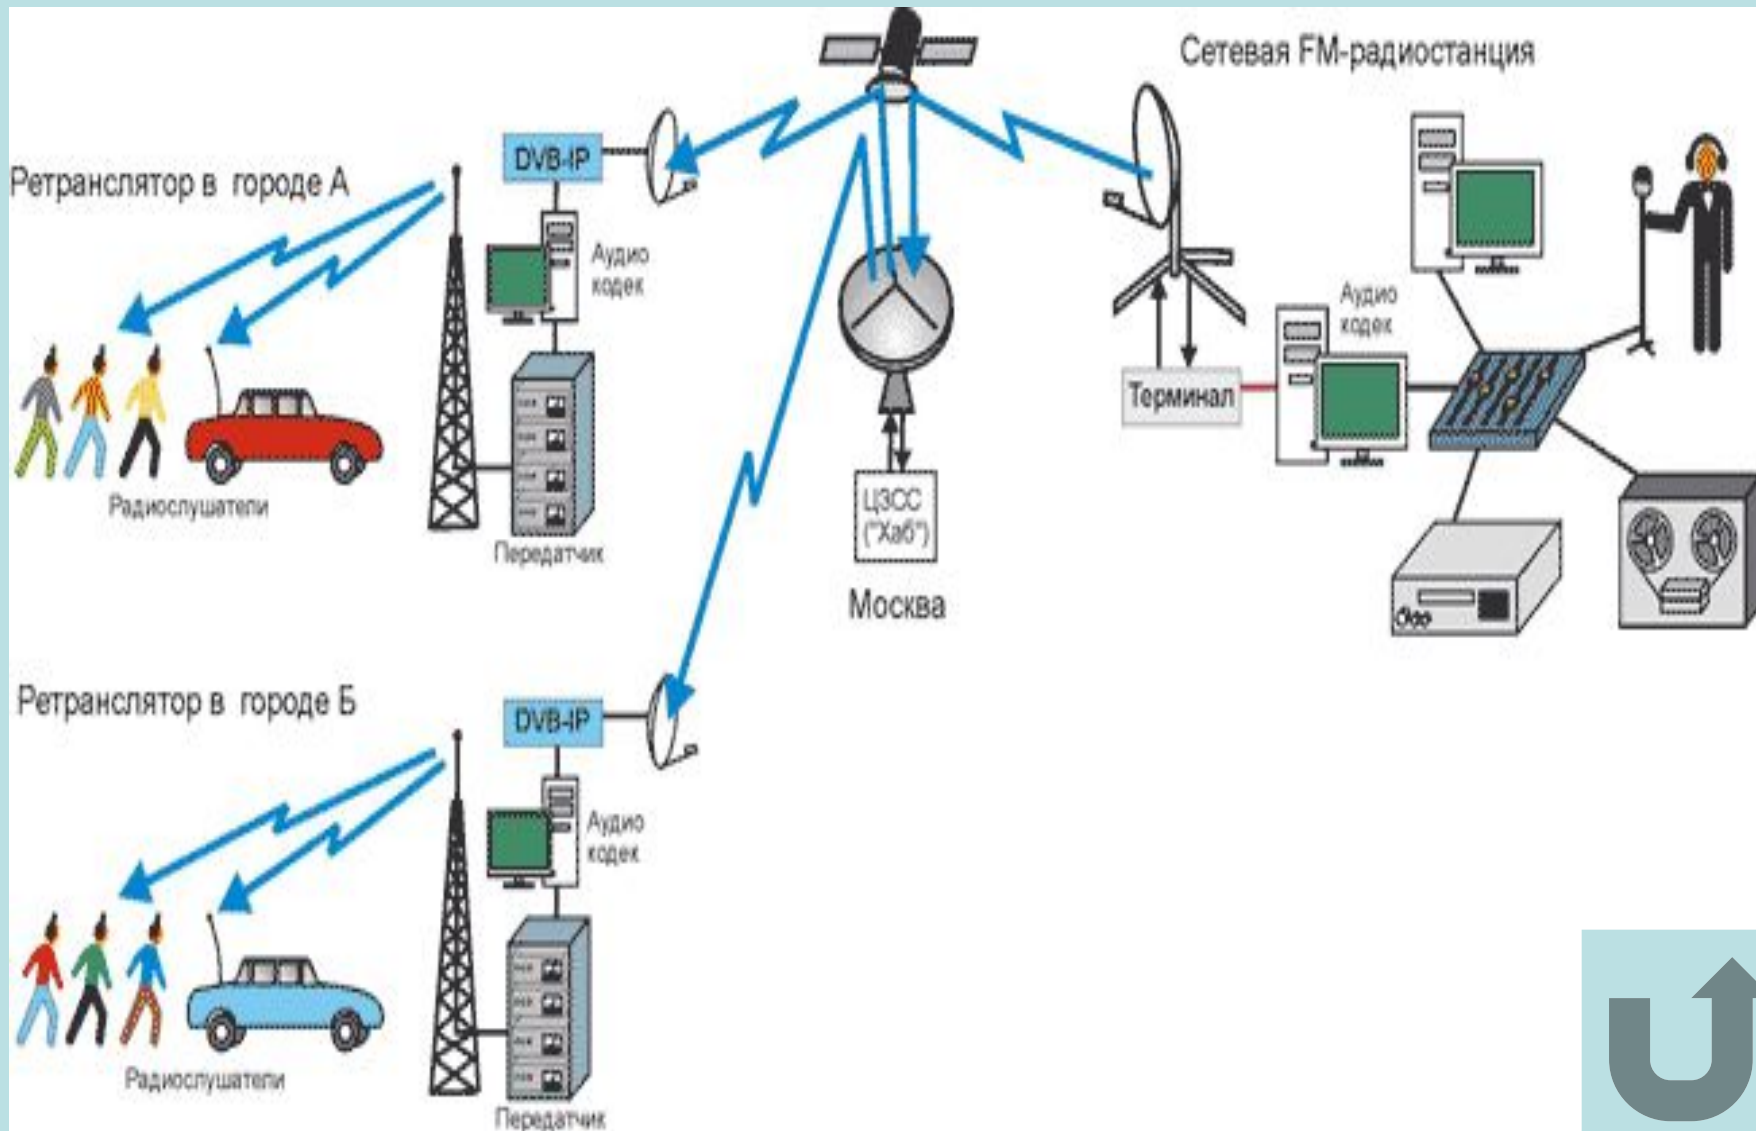 Сетевая FM-радиостанция
DVB-IP
Ретранслятор в городе А
Аудио
кодек
Аудио
кодек
Терминал
Радиослушатели
Передатчик
ЦЗСС
("Хаб")
Москва
Ретранслятор в городе Б
DVB-IP
Аудио
кодек
Радиослушатели
Передатчик